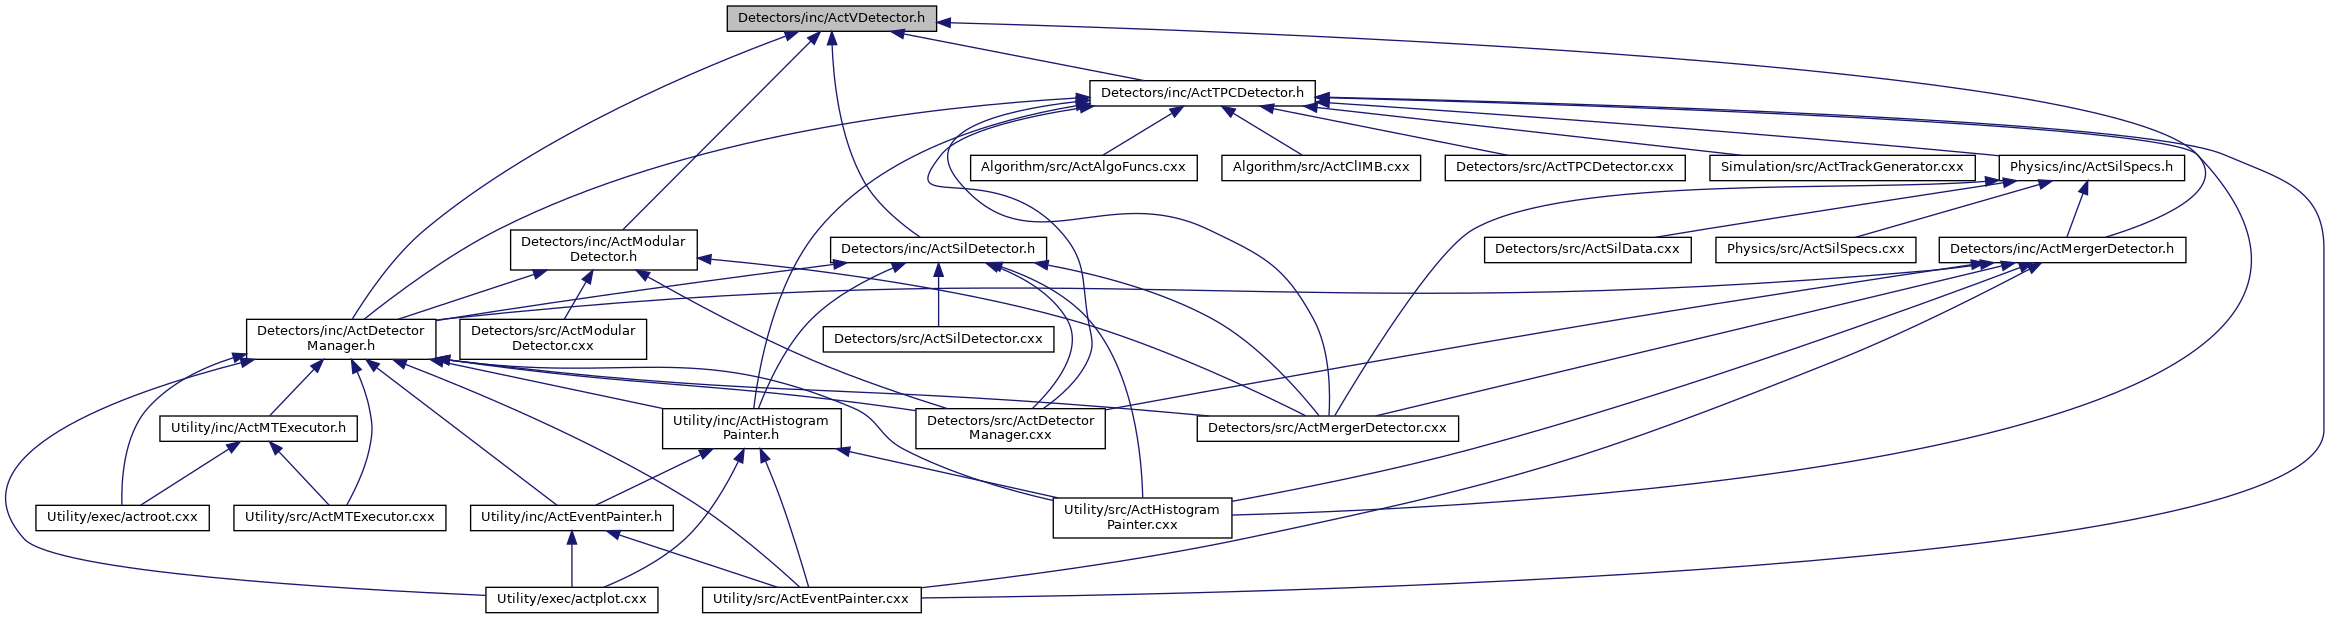 Detectors/inc/ActVDetector.h
Detectors/inc/ActTPCDetector.h
Algorithm/src/ActAlgoFuncs.cxx
Algorithm/src/ActClIMB.cxx
Detectors/src/ActTPCDetector.cxx
Simulation/src/ActTrackGenerator.cxx
Physics/inc/ActSilSpecs.h
Detectors/inc/ActModular
Detector.h
Detectors/inc/ActSilDetector.h
Detectors/src/ActSilData.cxx
Physics/src/ActSilSpecs.cxx
Detectors/inc/ActMergerDetector.h
Detectors/inc/ActDetector
Manager.h
Detectors/src/ActModular
Detector.cxx
Detectors/src/ActSilDetector.cxx
Utility/inc/ActMTExecutor.h
Utility/inc/ActHistogram
Painter.h
Detectors/src/ActDetector
Manager.cxx
Detectors/src/ActMergerDetector.cxx
Utility/exec/actroot.cxx
Utility/src/ActMTExecutor.cxx
Utility/inc/ActEventPainter.h
Utility/src/ActHistogram
Painter.cxx
Utility/exec/actplot.cxx
Utility/src/ActEventPainter.cxx